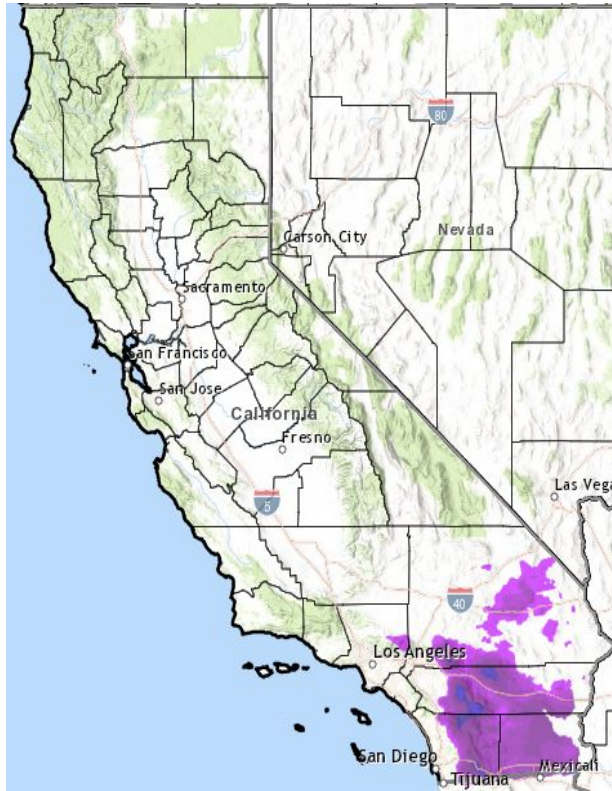 80
Nevada
Carson City
Sacramento
San Francisco
San Jose
California
Fresno
5
Las Vega
40
Los Angeles
San Diego
Mexicali
Tijuana